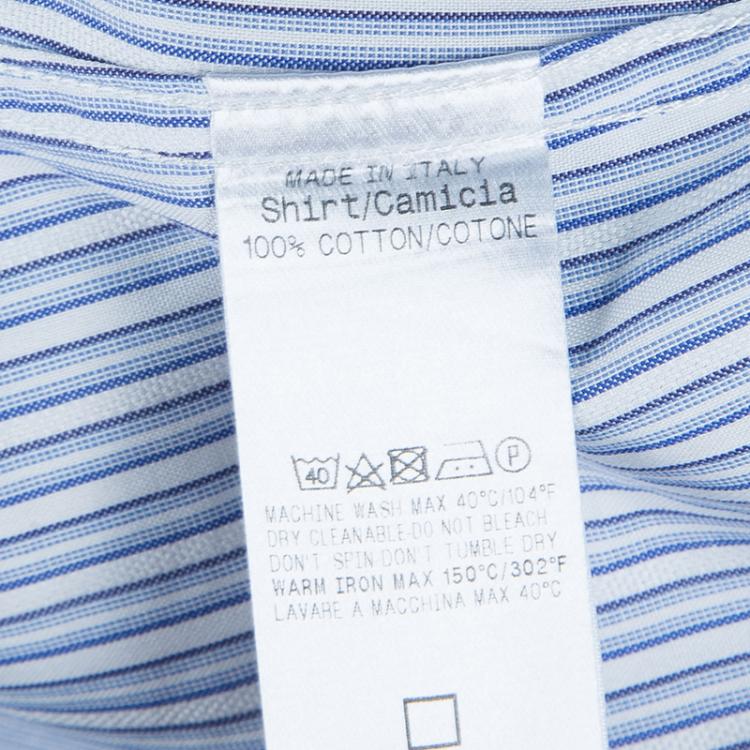 MADE IN ITALY
Shirt/Camicia
100% COTTON/COTONE
40 P
MACHINE WASH MAX 40°C/104°F
DRY CLEANABLE-DO NOT BLEACH
DON'T SPIN-DON'T TUMBLE DRY
WARM IRON MAX 150°C/302°F
LAVARE A MACCHINA MAX 40°C